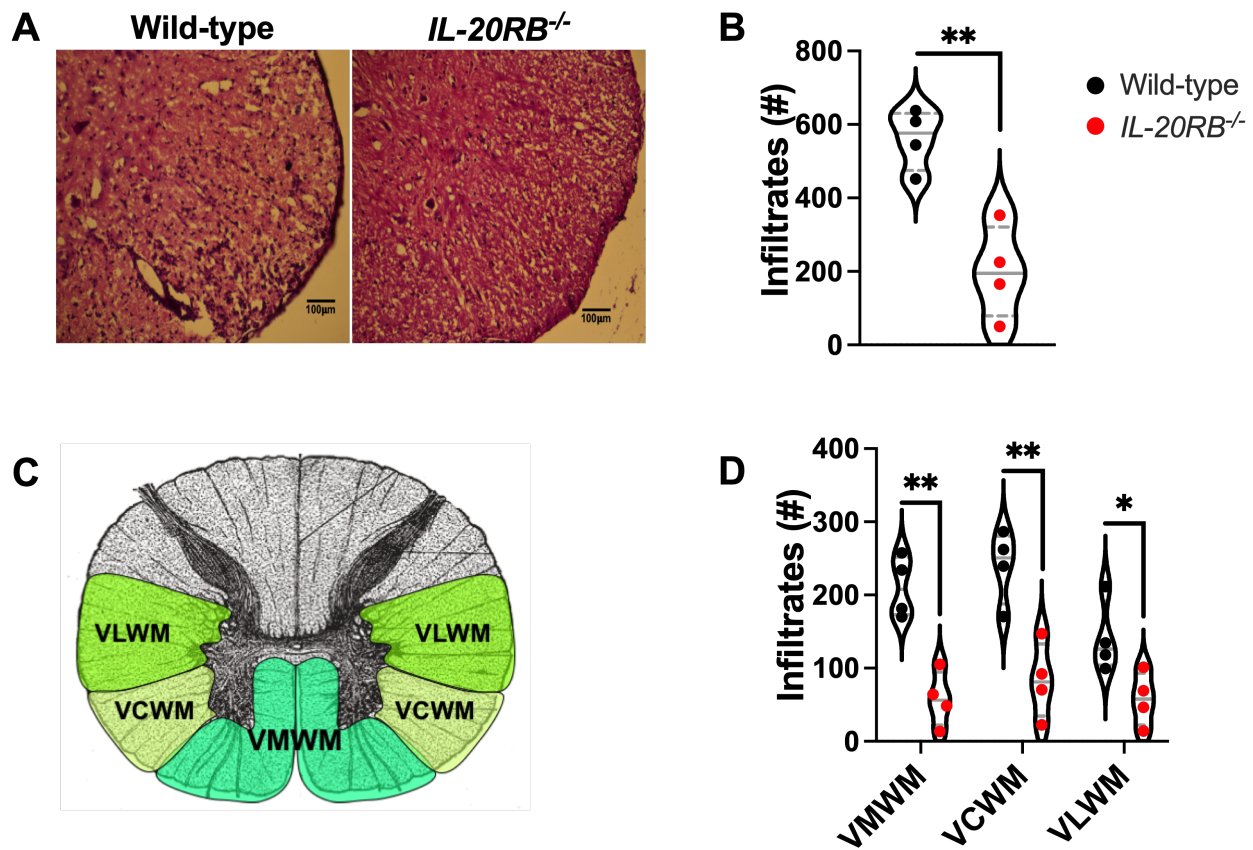 A
Wild-type
IL-20RB-/-
100μm
100μm
B
800
600
400
200
0
Infiltrates (#)
**
Wild-type
IL-20RB-/-
C
VLWM
VLWM
VCWM
VCWM
VMWM
D
400
300
200
100
0
Infiltrates (#)
**
**
*
VMWM
VCWM
VLWM